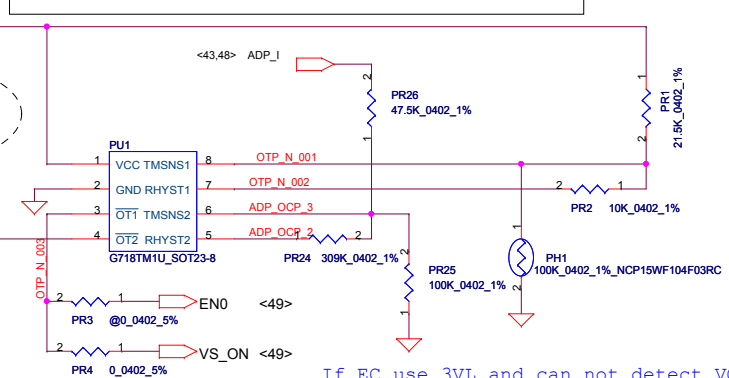 <43,48> ADP_I
2
PR26
47.5K_0402_1%
1
1
PR1
21.5K_0402_1%
2
PU1
1 VCC TMSNS1 8 OTP_N_001
2 GND RHYST1 7 OTP_N_002
2 1
PR2 10K_0402_1%
3 OT1 TMSNS2 6 ADP_OCP_3
4 OT2 RHYST2 5 ADP_OCP_2
1 2
G718TM1U_SOT23-8
PR24 309K_0402_1%
OTP_N_003
2
PR25
100K_0402_1%
1
1
PH1
100K_0402_1%_NCP15WF104F03RC
2
2 1
EN0 <49>
PR3 @0_0402_5%
2 1
VS_ON <49>
PR4 0_0402_5%
If EC use 3VL and can not detect V